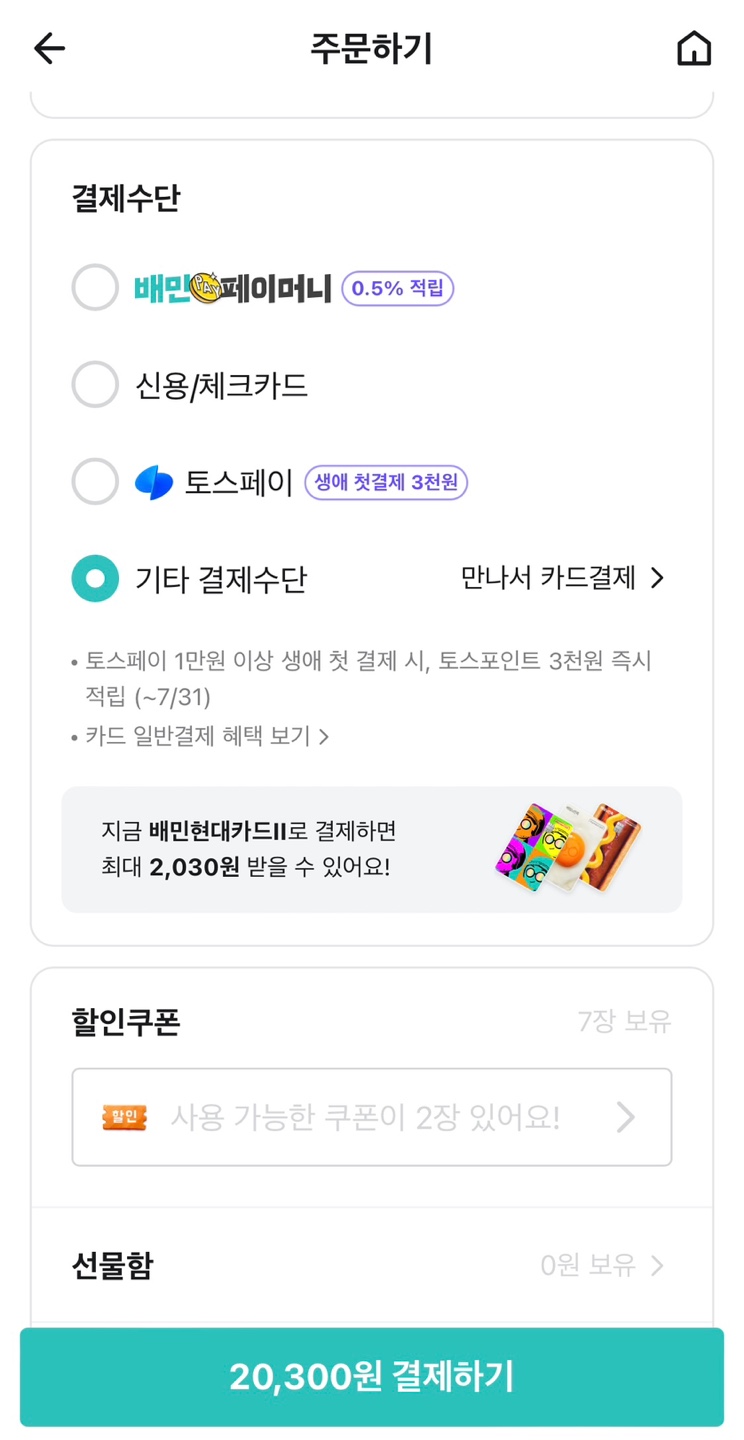 주문하기
결제수단
배민PAY페이머니 0.5% 적립
신용/체크카드
토스페이 생애 첫결제 3천원
기타 결제수단 만나서 카드결제
• 토스페이 1만원 이상 생애 첫 결제 시, 토스포인트 3천원 즉시
적립 (~7/31)
• 카드 일반결제 혜택 보기
지금 배민현대카드II로 결제하면
최대 2,030원 받을 수 있어요!
할인쿠폰 7장 보유
할인 사용 가능한 쿠폰이 2장 있어요!
선물함 0원 보유
20,300원 결제하기